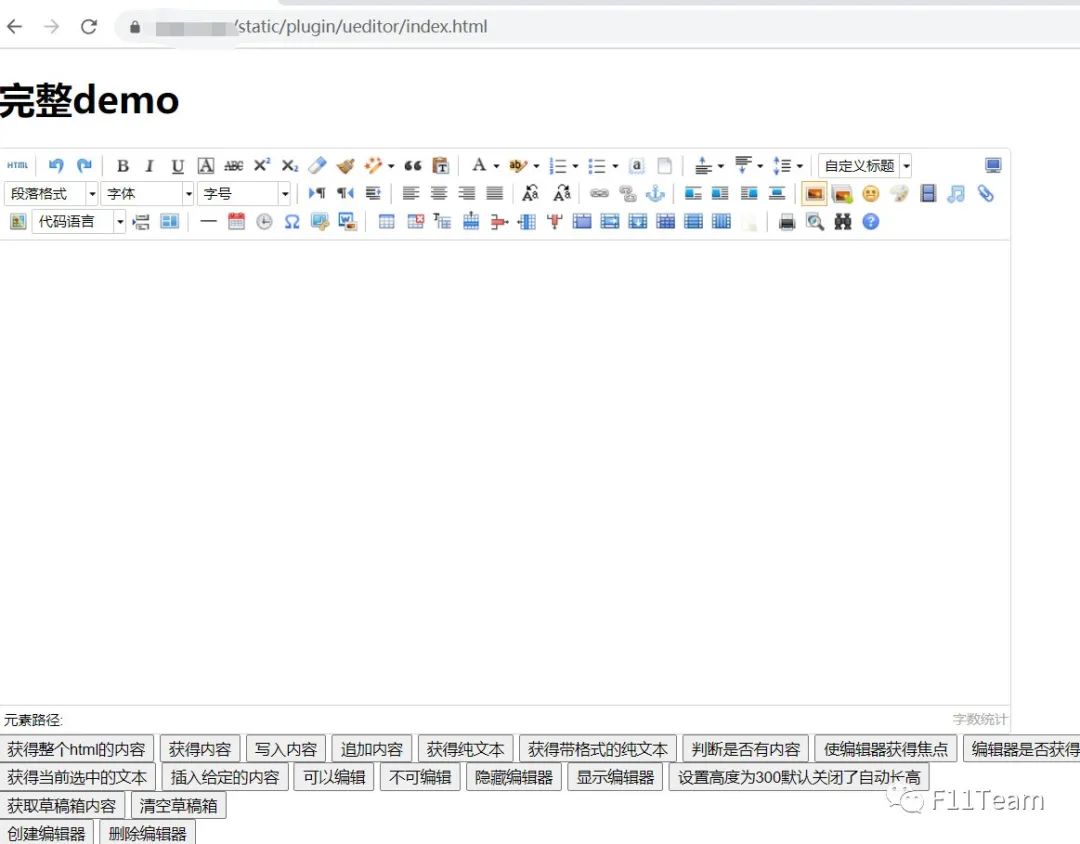 /static/plugin/ueditor/index.html
完整demo
HTML B I U A ABC X² X₂ A ab a 自定义标题
段落格式 字体 字号
代码语言
元素路径: 字数统计
获得整个html的内容 获得内容 写入内容 追加内容 获得纯文本 获得带格式的纯文本 判断是否有内容 使编辑器获得焦点 编辑器是否获得
获得当前选中的文本 插入给定的内容 可以编辑 不可编辑 隐藏编辑器 显示编辑器 设置高度为300默认关闭了自动长高
获取草稿箱内容 清空草稿箱
F11Team
创建编辑器 删除编辑器